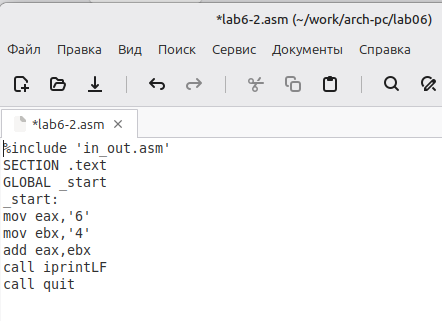 *lab6-2.asm (~/work/arch-pc/lab06)
Файл Правка Вид Поиск Сервис Документы Справка
*lab6-2.asm
%include 'in_out.asm'
SECTION .text
GLOBAL _start
_start:
mov eax,'6'
mov ebx,'4'
add eax,ebx
call iprintLF
call quit